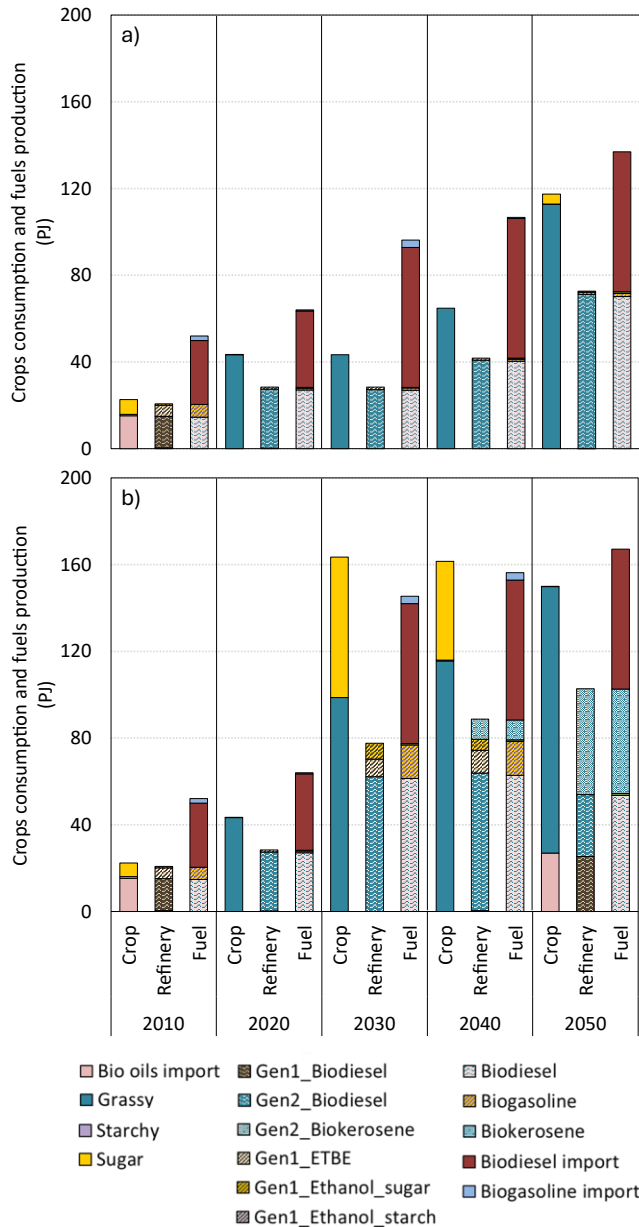 200
a)
160
120
80
40
0
Crops consumption and fuels production
(PJ)
200
b)
160
120
80
40
0
Crops consumption and fuels production
(PJ)
Crop Refinery Fuel Crop Refinery Fuel Crop Refinery Fuel Crop Refinery Fuel Crop Refinery Fuel
2010 2020 2030 2040 2050
Bio oils import Gen1_Biodiesel Biodiesel
Grassy Gen2_Biodiesel Biogasoline
Starchy Gen2_Biokerosene Biokerosene
Sugar Gen1_ETBE Biodiesel import
Gen1_Ethanol_sugar Biogasoline import
Gen1_Ethanol_starch